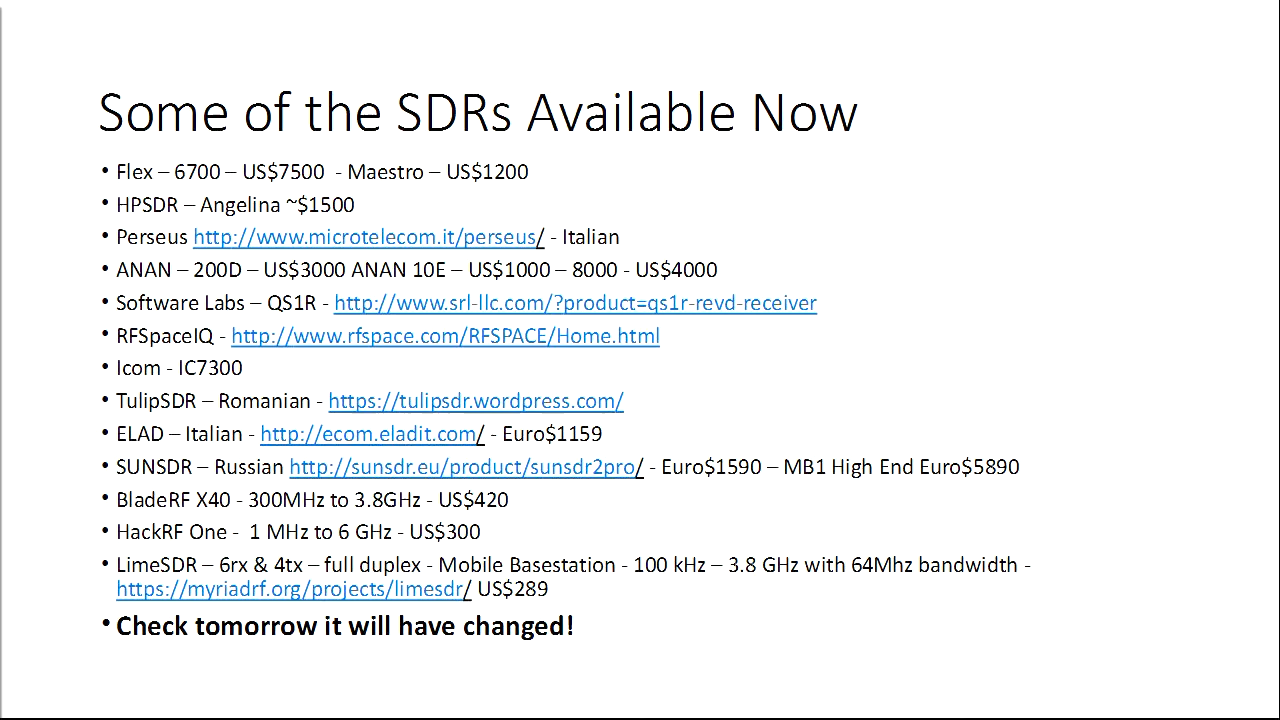 Some of the SDRs Available Now
• Flex – 6700 – US$7500 - Maestro – US$1200
• HPSDR – Angelina ~$1500
• Perseus http://www.microtelecom.it/perseus/ - Italian
• ANAN – 200D – US$3000 ANAN 10E – US$1000 – 8000 - US$4000
• Software Labs – QS1R - http://www.srl-llc.com/?product=qs1r-revd-receiver
• RFSpaceIQ - http://www.rfspace.com/RFSPACE/Home.html
• Icom - IC7300
• TulipSDR – Romanian - https://tulipsdr.wordpress.com/
• ELAD – Italian - http://ecom.eladit.com/ - Euro$1159
• SUNSDR – Russian http://sunsdr.eu/product/sunsdr2pro/ - Euro$1590 – MB1 High End Euro$5890
• BladeRF X40 - 300MHz to 3.8GHz - US$420
• HackRF One - 1 MHz to 6 GHz - US$300
• LimeSDR – 6rx & 4tx – full duplex - Mobile Basestation - 100 kHz – 3.8 GHz with 64Mhz bandwidth -
https://myriadrf.org/projects/limesdr/ US$289
• Check tomorrow it will have changed!